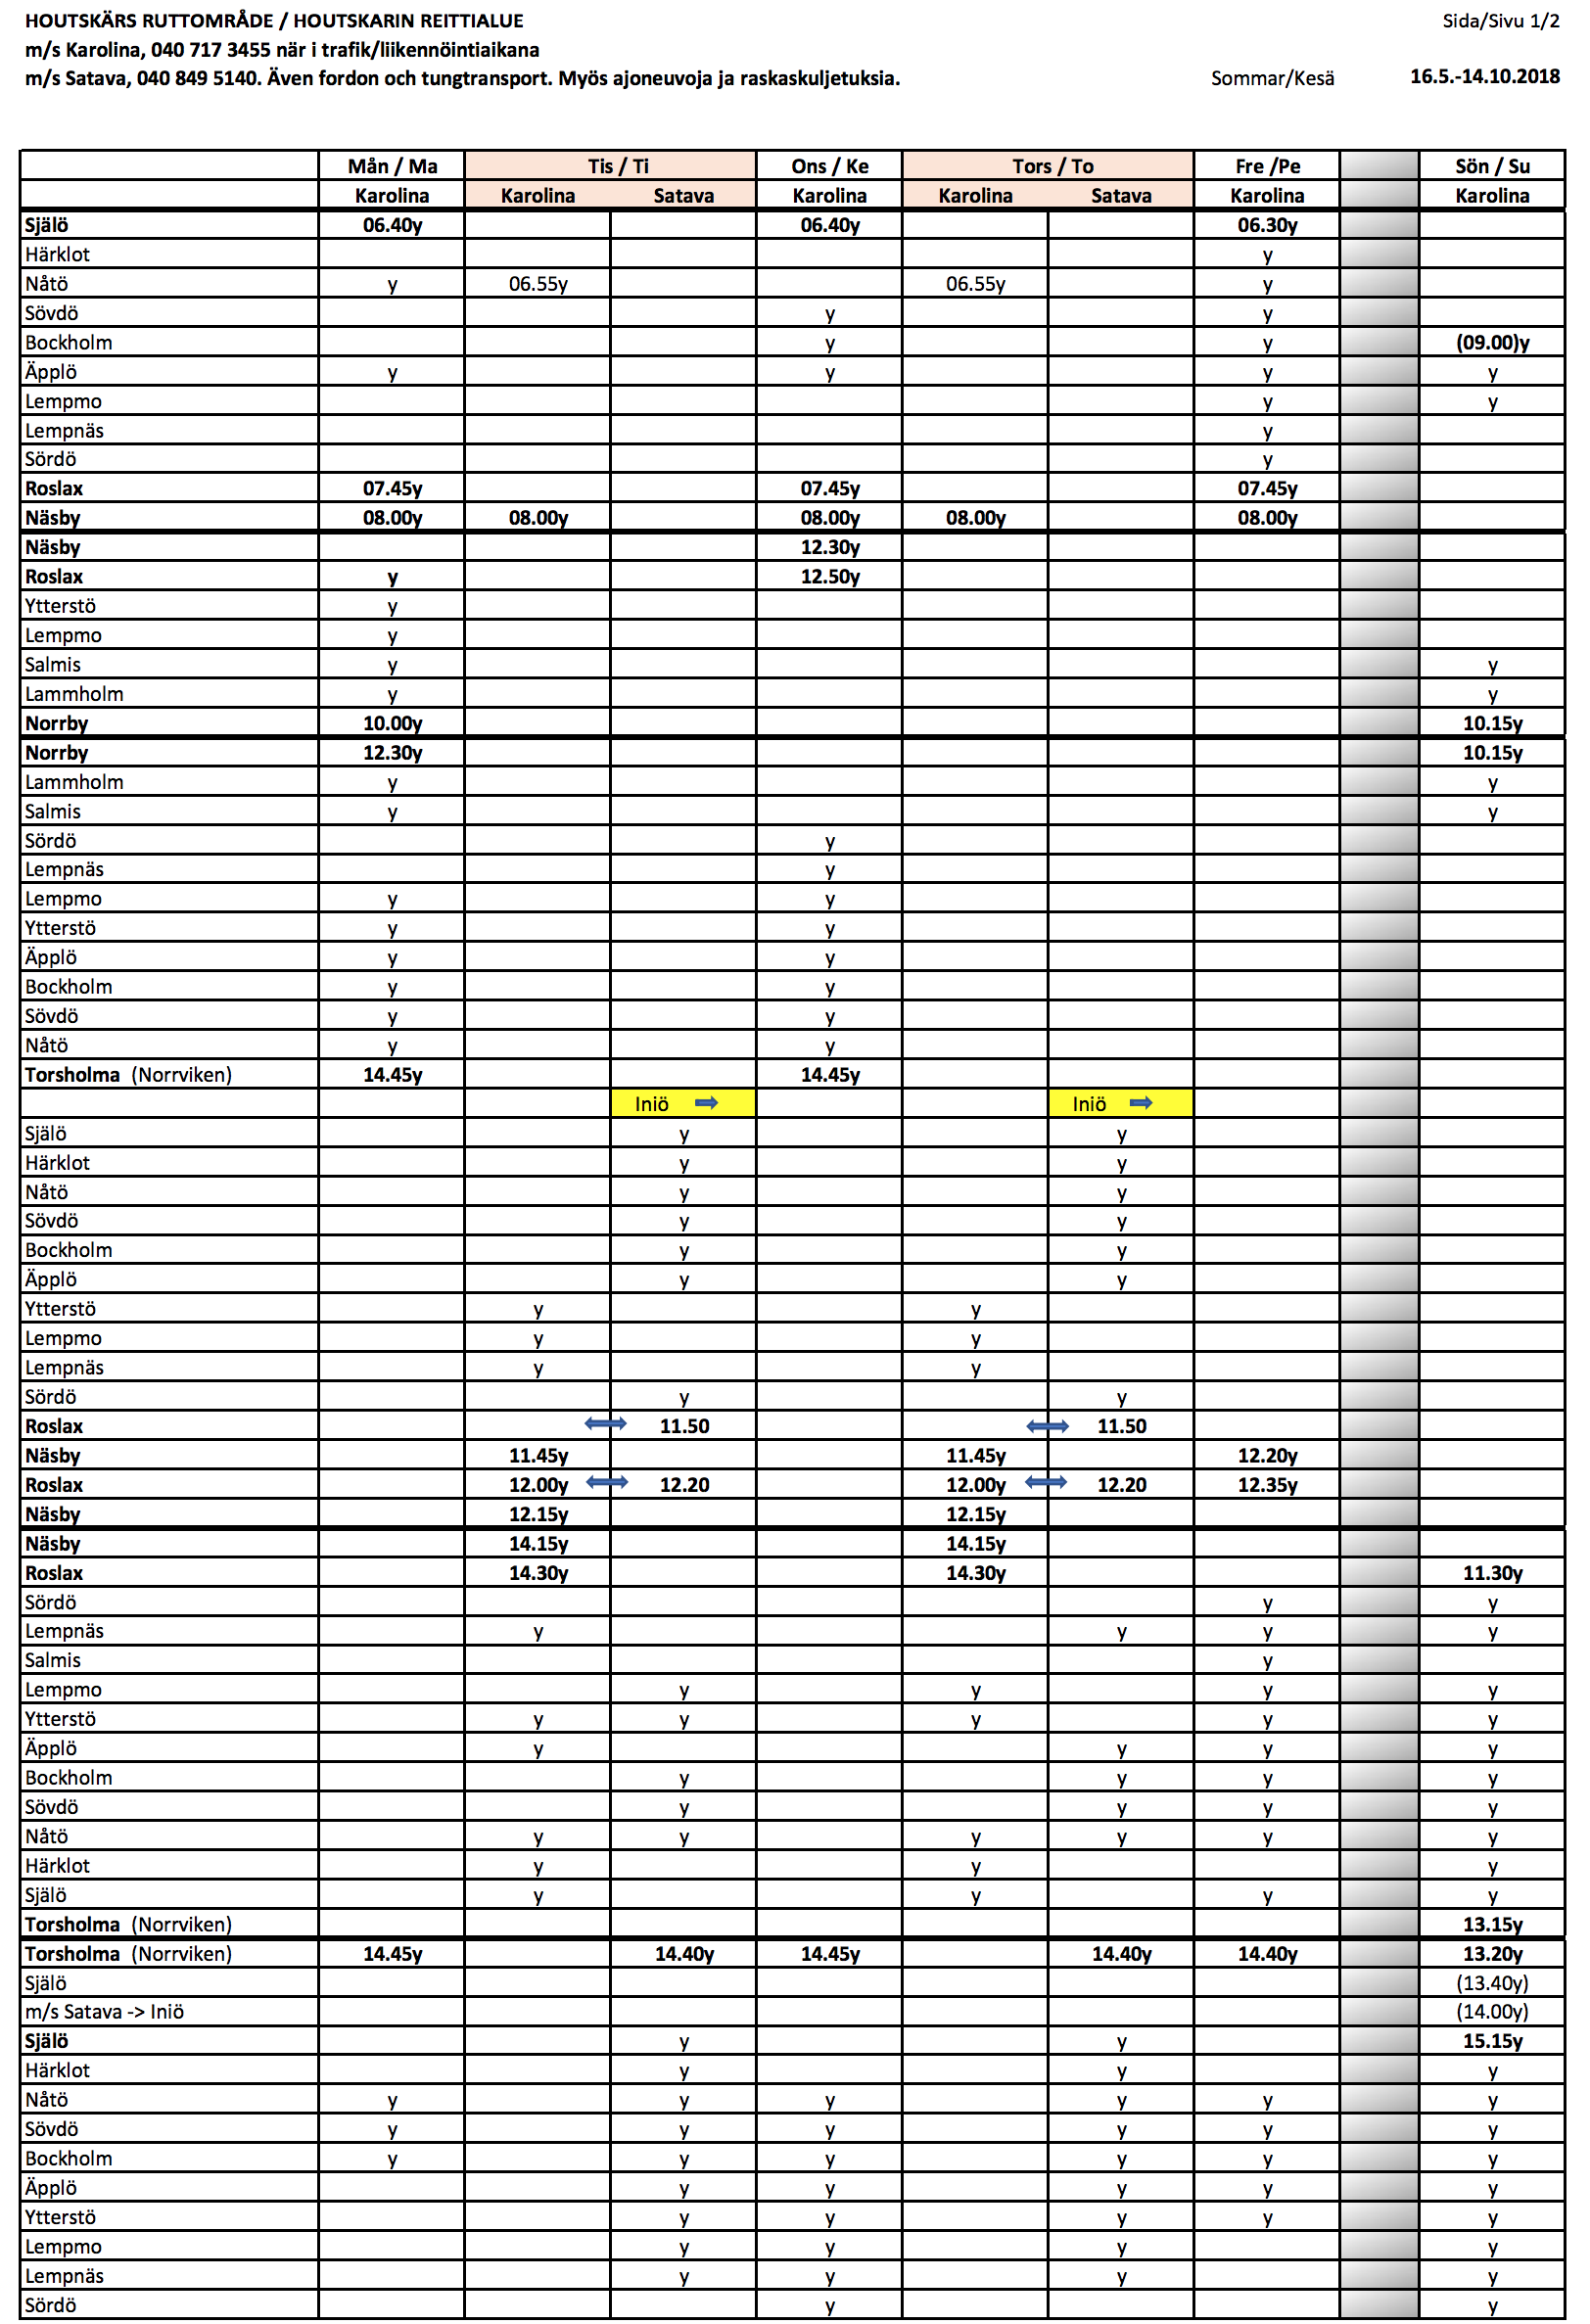 HOUTSKÄRS RUTTOMRÅDE / HOUTSKARIN REITTIALUE Sida/Sivu 1/2
m/s Karolina, 040 717 3455 när i trafik/liikennöintiaikana
m/s Satava, 040 849 5140. Även fordon och tungtransport. Myös ajoneuvoja ja raskaskuljetuksia. Sommar/Kesä 16.5.-14.10.2018
Mån / Ma Tis / Ti Ons / Ke Tors / To Fre /Pe Sön / Su
Karolina Karolina Satava Karolina Karolina Satava Karolina Karolina
Själö 06.40y 06.40y 06.30y
Härklot y
Nåtö y 06.55y 06.55y y
Sövdö y y
Bockholm y y (09.00)y
Äpplö y y y y
Lempmo y y
Lempnäs y
Sördö y
Roslax 07.45y 07.45y 07.45y
Näsby 08.00y 08.00y 08.00y 08.00y 08.00y
Näsby 12.30y
Roslax y 12.50y
Ytterstö y
Lempmo y
Salmis y y
Lammholm y y
Norrby 10.00y 10.15y
Norrby 12.30y 10.15y
Lammholm y y
Salmis y y
Sördö y
Lempnäs y
Lempmo y y
Ytterstö y y
Äpplö y y
Bockholm y y
Sövdö y y
Nåtö y y
Torsholma (Norrviken) 14.45y 14.45y
Iniö Iniö
Själö y y
Härklot y y
Nåtö y y
Sövdö y y
Bockholm y y
Äpplö y y
Ytterstö y y
Lempmo y y
Lempnäs y y
Sördö y y
Roslax 11.50 11.50
Näsby 11.45y 11.45y 12.20y
Roslax 12.00y 12.20 12.00y 12.20 12.35y
Näsby 12.15y 12.15y
Näsby 14.15y 14.15y
Roslax 14.30y 14.30y 11.30y
Sördö y y
Lempnäs y y y y
Salmis y
Lempmo y y y y
Ytterstö y y y y y
Äpplö y y y y
Bockholm y y y y
Sövdö y y y y
Nåtö y y y y y y
Härklot y y y
Själö y y y y
Torsholma (Norrviken) 13.15y
Torsholma (Norrviken) 14.45y 14.40y 14.45y 14.40y 14.40y 13.20y
Själö (13.40y)
m/s Satava -> Iniö (14.00y)
Själö y y 15.15y
Härklot y y y
Nåtö y y y y y y
Sövdö y y y y y y
Bockholm y y y y y y
Äpplö y y y y y
Ytterstö y y y y y
Lempmo y y y y
Lempnäs y y y y
Sördö y y